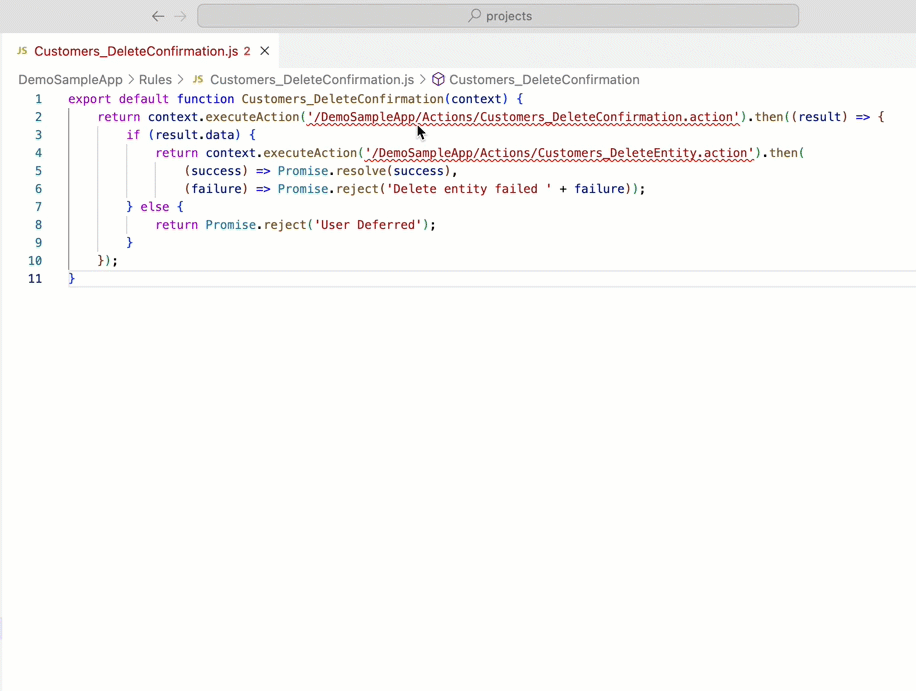 projects
JS Customers_DeleteConfirmation.js 2
DemoSampleApp > Rules > JS Customers_DeleteConfirmation.js > Customers_DeleteConfirmation
1 export default function Customers_DeleteConfirmation(context) {
2 return context.executeAction('/DemoSampleApp/Actions/Customers_DeleteConfirmation.action').then((result) => {
3 if (result.data) {
4 return context.executeAction('/DemoSampleApp/Actions/Customers_DeleteEntity.action').then(
5 (success) => Promise.resolve(success),
6 (failure) => Promise.reject('Delete entity failed ' + failure));
7 } else {
8 return Promise.reject('User Deferred');
9 }
10 });
11 }